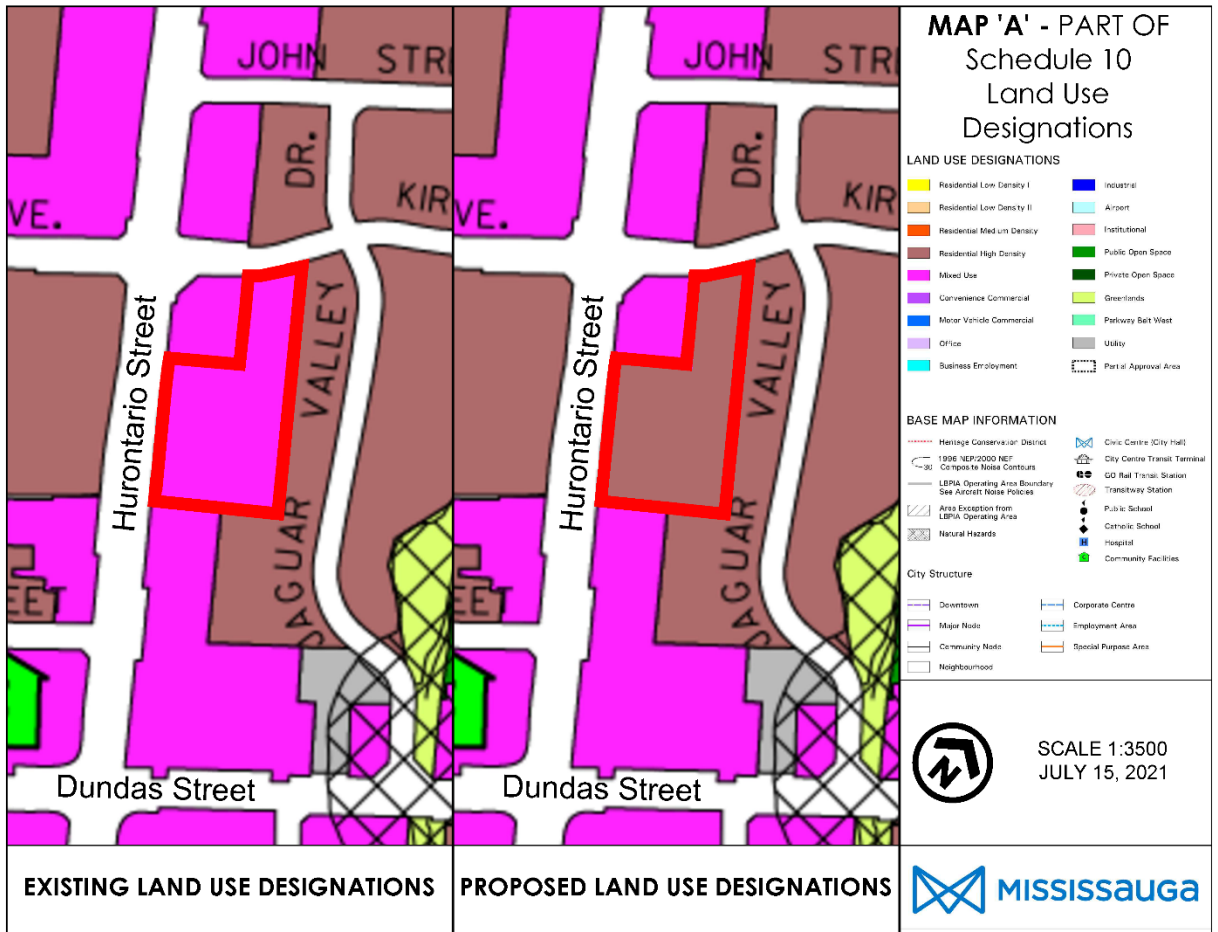 JOHN STRE
DR.
KIR
VE.
Hurontario Street
JAGUAR VALLEY
EET
Dundas Street
EXISTING LAND USE DESIGNATIONS
JOHN STR
DR.
KIR
VE.
Hurontario Street
JAGUAR VALLEY
EET
Dundas Street
PROPOSED LAND USE DESIGNATIONS
MAP 'A' - PART OF
Schedule 10
Land Use
Designations
LAND USE DESIGNATIONS
Residential Low Density I
Residential Low Density II
Residential Medium Density
Residential High Density
Mixed Use
Convenience Commercial
Motor Vehicle Commercial
Office
Business Employment
Industrial
Airport
Institutional
Public Open Space
Private Open Space
Greenlands
Parkway Belt West
Utility
Partial Approval Area
BASE MAP INFORMATION
Heritage Conservation District
1996 NEP/2000 NEF
Composite Noise Contours
30
LBPIA Operating Area Boundary
See Aircraft Noise Policies
Area Exception from
LBPIA Operating Area
Natural Hazards
Civic Centre (City Hall)
City Centre Transit Terminal
GO Rail Transit Station
Transitway Station
Public School
Catholic School
H Hospital
Community Facilities
City Structure
Downtown
Major Node
Community Node
Neighbourhood
Corporate Centre
Employment Area
Special Purpose Area
N
SCALE 1:3500
JULY 15, 2021
MISSISSAUGA